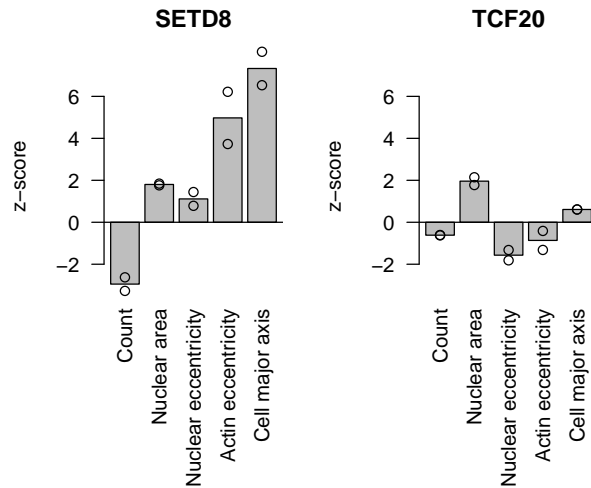 SETD8
TCF20
z−score
6
4
2
0
−2
Count
Nuclear area
Nuclear eccentricity
Actin eccentricity
Cell major axis
z−score
6
4
2
0
−2
Count
Nuclear area
Nuclear eccentricity
Actin eccentricity
Cell major axis